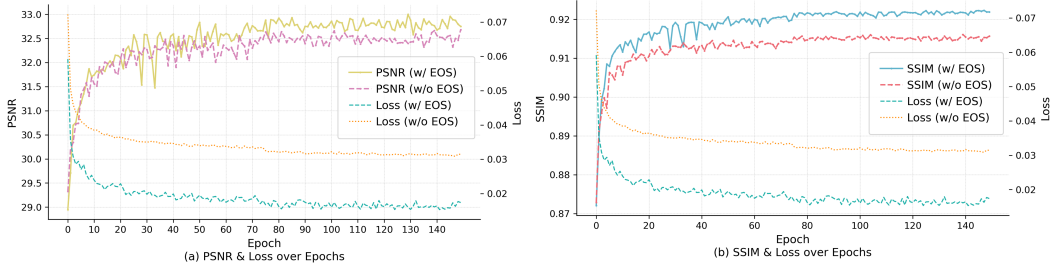 33.0
32.5
32.0
31.5
31.0
30.5
30.0
29.5
29.0
PSNR
0.07
0.06
0.05
0.04
0.03
0.02
Loss
PSNR (w/ EOS)
PSNR (w/o EOS)
Loss (w/ EOS)
Loss (w/o EOS)
0 10 20 30 40 50 60 70 80 90 100 110 120 130 140
Epoch
(a) PSNR & Loss over Epochs
0.92
0.91
0.90
0.89
0.88
0.87
SSIM
0.07
0.06
0.05
0.04
0.03
0.02
Loss
SSIM (w/ EOS)
SSIM (w/o EOS)
Loss (w/ EOS)
Loss (w/o EOS)
0 20 40 60 80 100 120 140
Epoch
(b) SSIM & Loss over Epochs